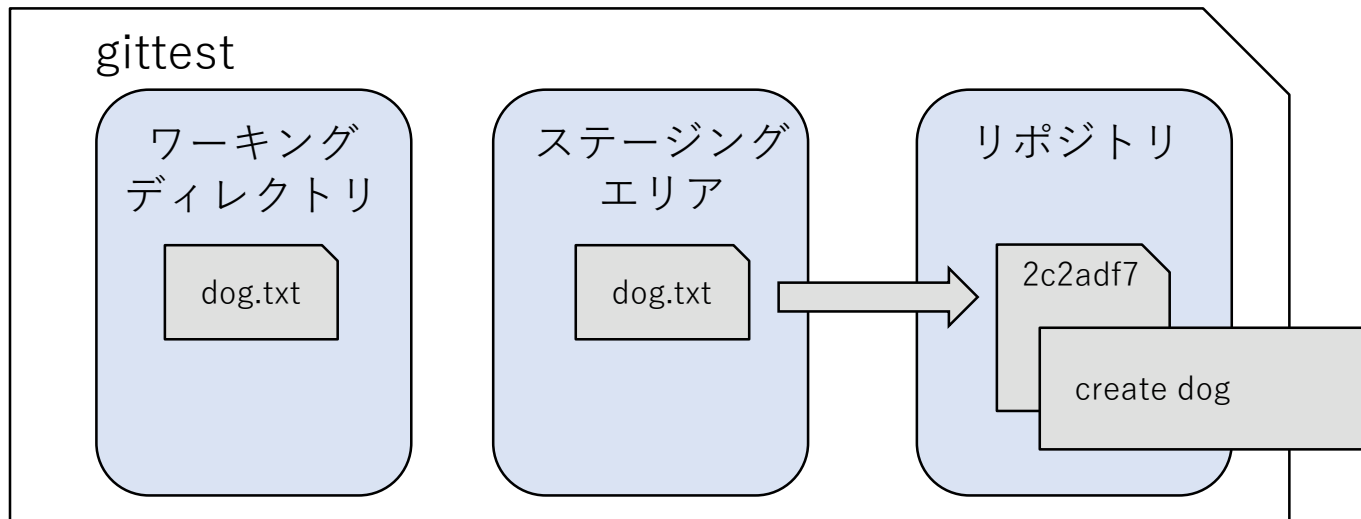 gittest
ワーキング
ディレクトリ
dog.txt
ステージング
エリア
dog.txt
リポジトリ
2c2adf7
create dog